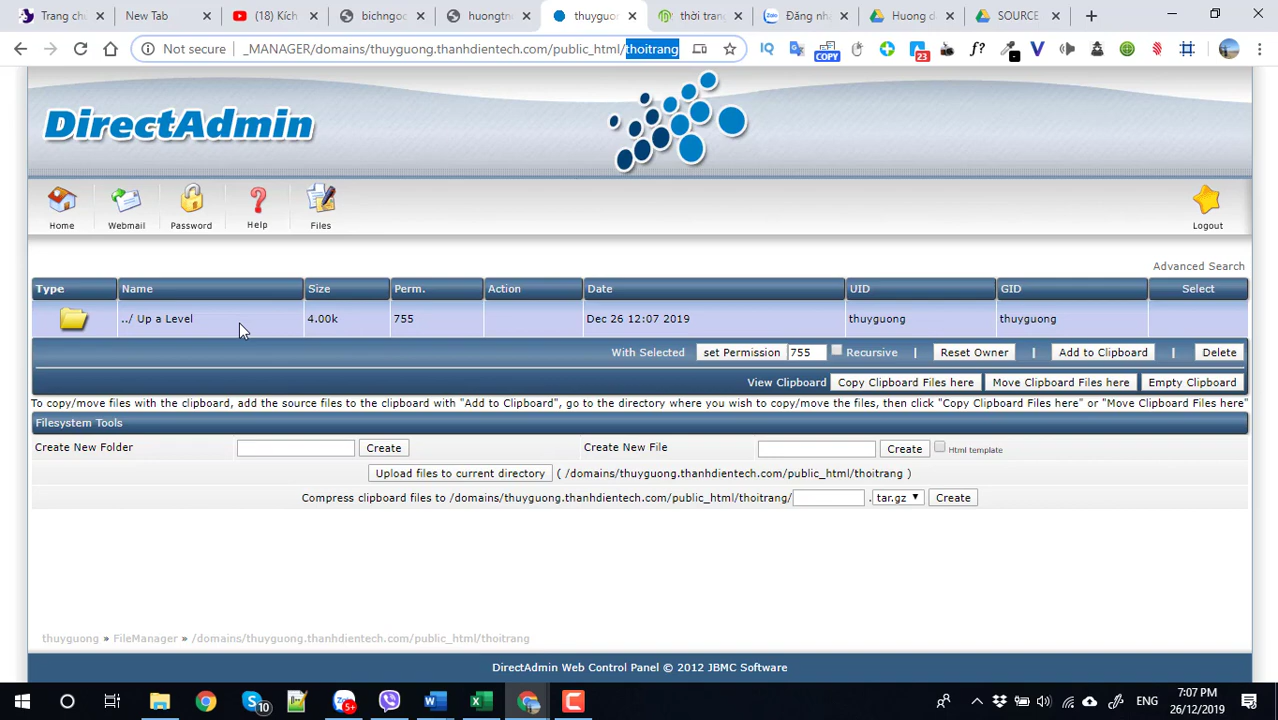 Trang chủ
New Tab
(18) Kích
bichngoc
huongtrn
thuyguon
thời tran
Đăng nhậ
Huong d
SOURCE
Not secure
_MANAGER/domains/thuyguong.thanhdientech.com/public_html/thoitrang
IQ COPY 23 f? V
DirectAdmin
Home Webmail Password Help Files Logout
Advanced Search
Type Name Size Perm. Action Date UID GID Select
../ Up a Level 4.00k 755 Dec 26 12:07 2019 thuyguong thuyguong
With Selected set Permission 755 Recursive | Reset Owner | Add to Clipboard | Delete
View Clipboard Copy Clipboard Files here Move Clipboard Files here Empty Clipboard
To copy/move files with the clipboard, add the source files to the clipboard with "Add to Clipboard", go to the directory where you wish to copy/move the files, then click "Copy Clipboard Files here" or "Move Clipboard Files here"
Filesystem Tools
Create New Folder Create Create New File Create Html template
Upload files to current directory ( /domains/thuyguong.thanhdientech.com/public_html/thoitrang )
Compress clipboard files to /domains/thuyguong.thanhdientech.com/public_html/thoitrang/ . tar.gz Create
thuyguong » FileManager » /domains/thuyguong.thanhdientech.com/public_html/thoitrang
DirectAdmin Web Control Panel © 2012 JBMC Software
10 5+ ENG 7:07 PM
26/12/2019